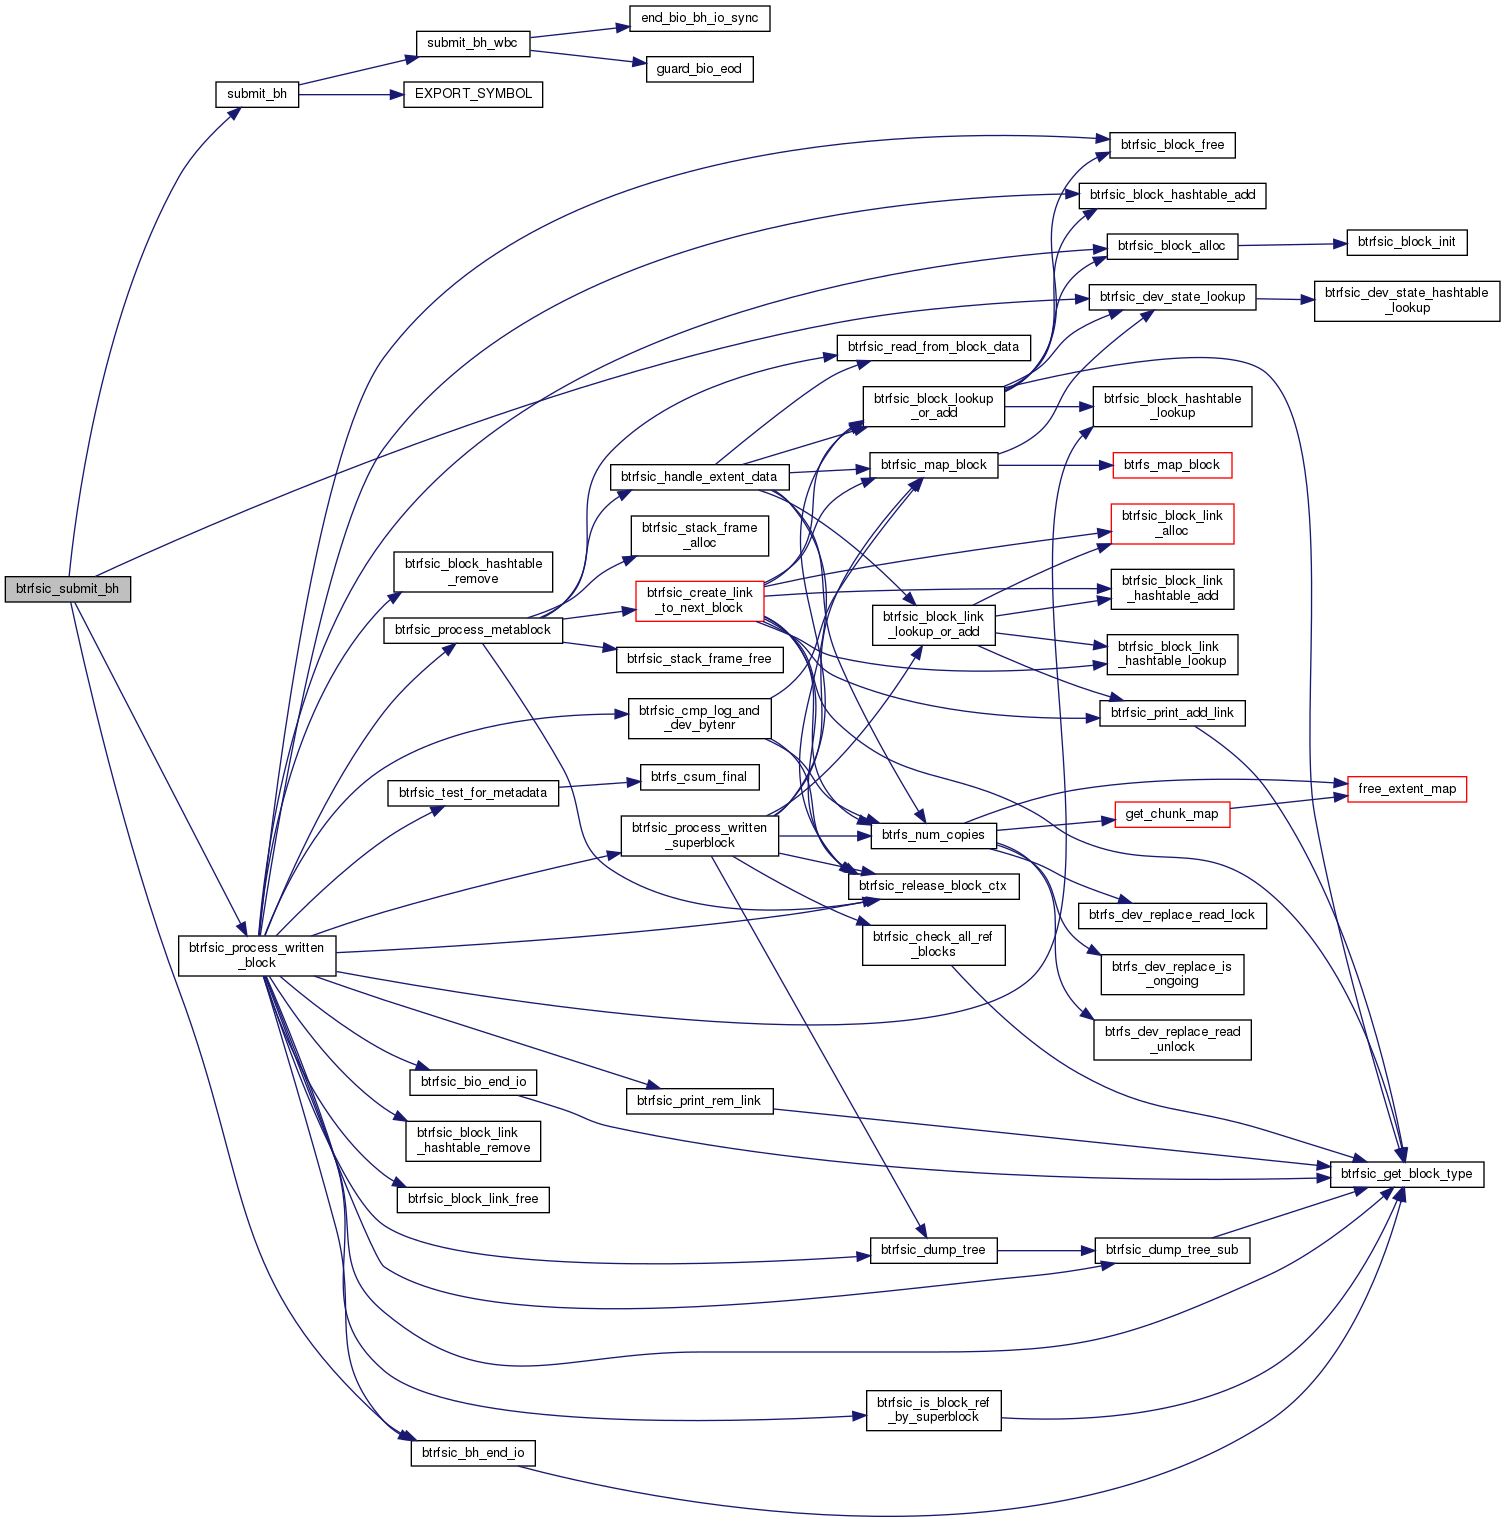 end_bio_bh_io_sync
submit_bh_wbc
guard_bio_eod
submit_bh
EXPORT_SYMBOL
btrfsic_block_free
btrfsic_block_hashtable_add
btrfsic_block_alloc
btrfsic_block_init
btrfsic_dev_state_lookup
btrfsic_dev_state_hashtable
_lookup
btrfsic_read_from_block_data
btrfsic_block_lookup
_or_add
btrfsic_block_hashtable
_lookup
btrfsic_handle_extent_data
btrfsic_map_block
btrfs_map_block
btrfsic_stack_frame
_alloc
btrfsic_block_link
_alloc
btrfsic_block_hashtable
_remove
btrfsic_submit_bh
btrfsic_create_link
_to_next_block
btrfsic_block_link
_hashtable_add
btrfsic_process_metablock
btrfsic_block_link
_lookup_or_add
btrfsic_stack_frame_free
btrfsic_block_link
_hashtable_lookup
btrfsic_cmp_log_and
_dev_bytenr
btrfsic_print_add_link
btrfsic_test_for_metadata
btrfs_csum_final
free_extent_map
btrfsic_process_written
_superblock
btrfs_num_copies
get_chunk_map
btrfsic_release_block_ctx
btrfs_dev_replace_read_lock
btrfsic_process_written
_block
btrfsic_check_all_ref
_blocks
btrfs_dev_replace_is
_ongoing
btrfs_dev_replace_read
_unlock
btrfsic_bio_end_io
btrfsic_print_rem_link
btrfsic_block_link
_hashtable_remove
btrfsic_get_block_type
btrfsic_block_link_free
btrfsic_dump_tree
btrfsic_dump_tree_sub
btrfsic_is_block_ref
_by_superblock
btrfsic_bh_end_io